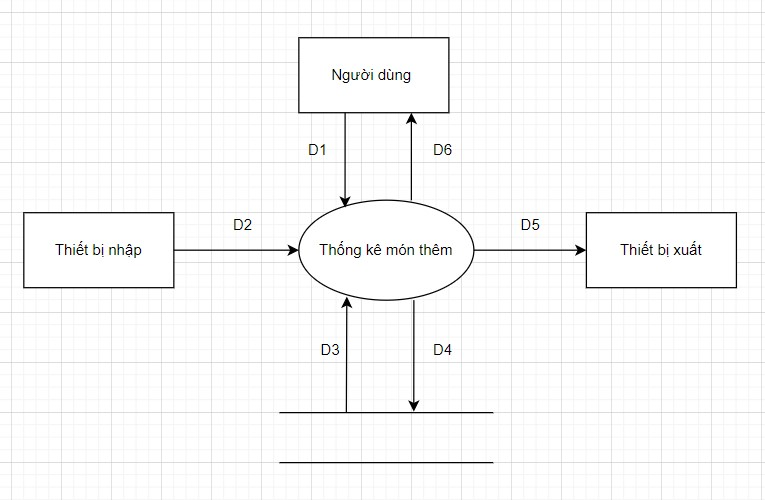 Người dùng
D1
D6
D2
D5
Thiết bị nhập
Thống kê món thêm
Thiết bị xuất
D3
D4